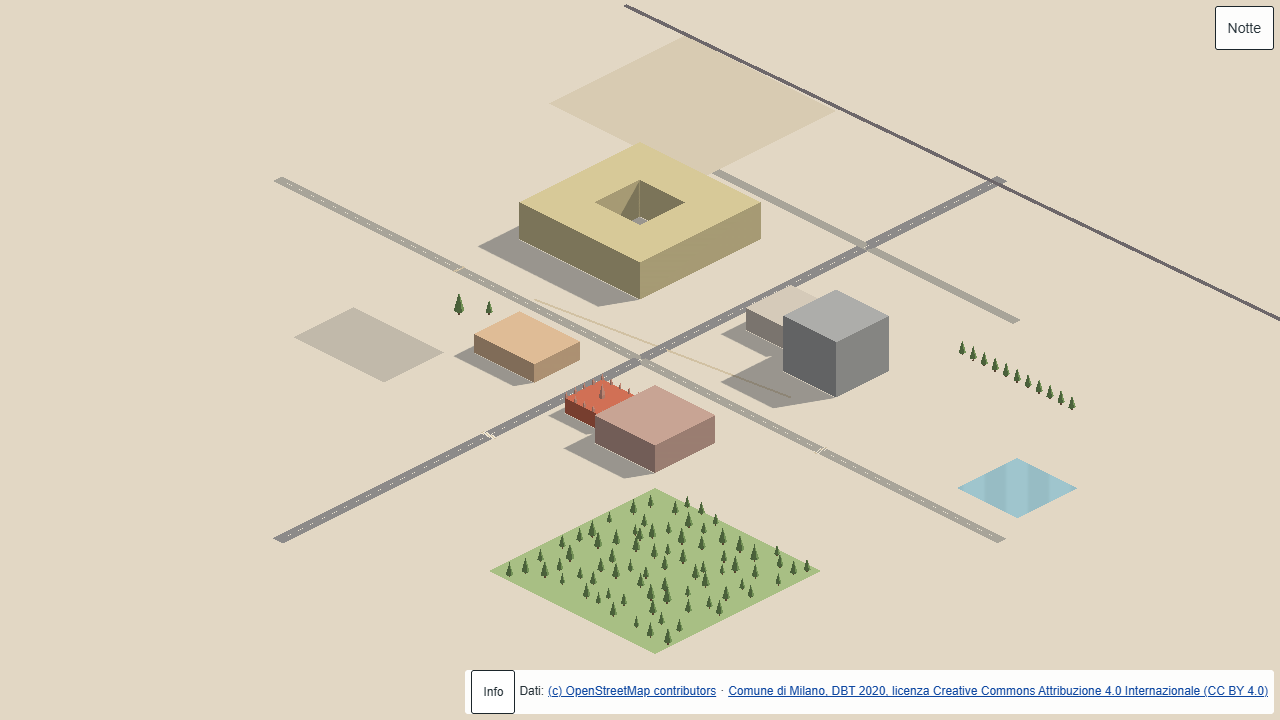 Notte
Info Dati: (c) OpenStreetMap contributors · Comune di Milano, DBT 2020, licenza Creative Commons Attribuzione 4.0 Internazionale (CC BY 4.0)